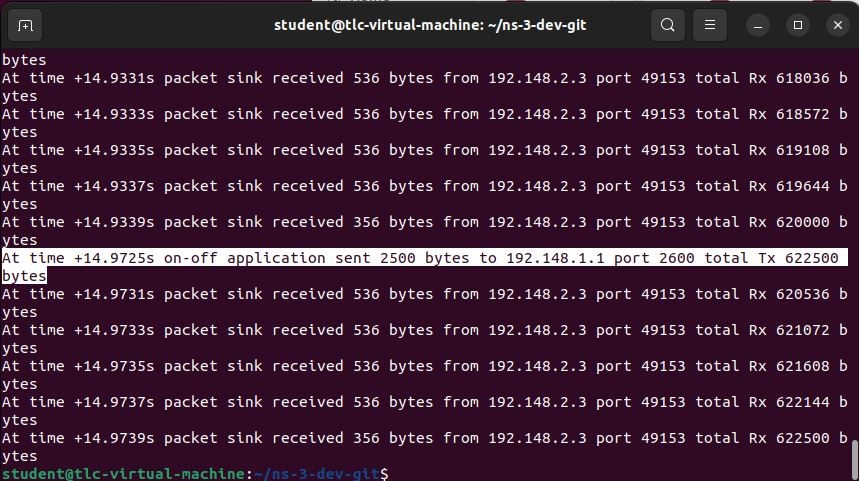 student@tlc-virtual-machine: ~/ns-3-dev-git
bytes
At time +14.9331s packet sink received 536 bytes from 192.168.2.3 port 49153 total Rx 618036 b
ytes
At time +14.9333s packet sink received 536 bytes from 192.168.2.3 port 49153 total Rx 618572 b
ytes
At time +14.9335s packet sink received 536 bytes from 192.168.2.3 port 49153 total Rx 619108 b
ytes
At time +14.9337s packet sink received 536 bytes from 192.168.2.3 port 49153 total Rx 619644 b
ytes
At time +14.9339s packet sink received 356 bytes from 192.168.2.3 port 49153 total Rx 620000 b
ytes
At time +14.9725s on-off application sent 2500 bytes to 192.168.1.1 port 2600 total Tx 622500
bytes
At time +14.9731s packet sink received 536 bytes from 192.168.2.3 port 49153 total Rx 620536 b
ytes
At time +14.9733s packet sink received 536 bytes from 192.168.2.3 port 49153 total Rx 621072 b
ytes
At time +14.9735s packet sink received 536 bytes from 192.168.2.3 port 49153 total Rx 621608 b
ytes
At time +14.9737s packet sink received 536 bytes from 192.168.2.3 port 49153 total Rx 622144 b
ytes
At time +14.9739s packet sink received 356 bytes from 192.168.2.3 port 49153 total Rx 622500 b
ytes
student@tlc-virtual-machine:~/ns-3-dev-git$